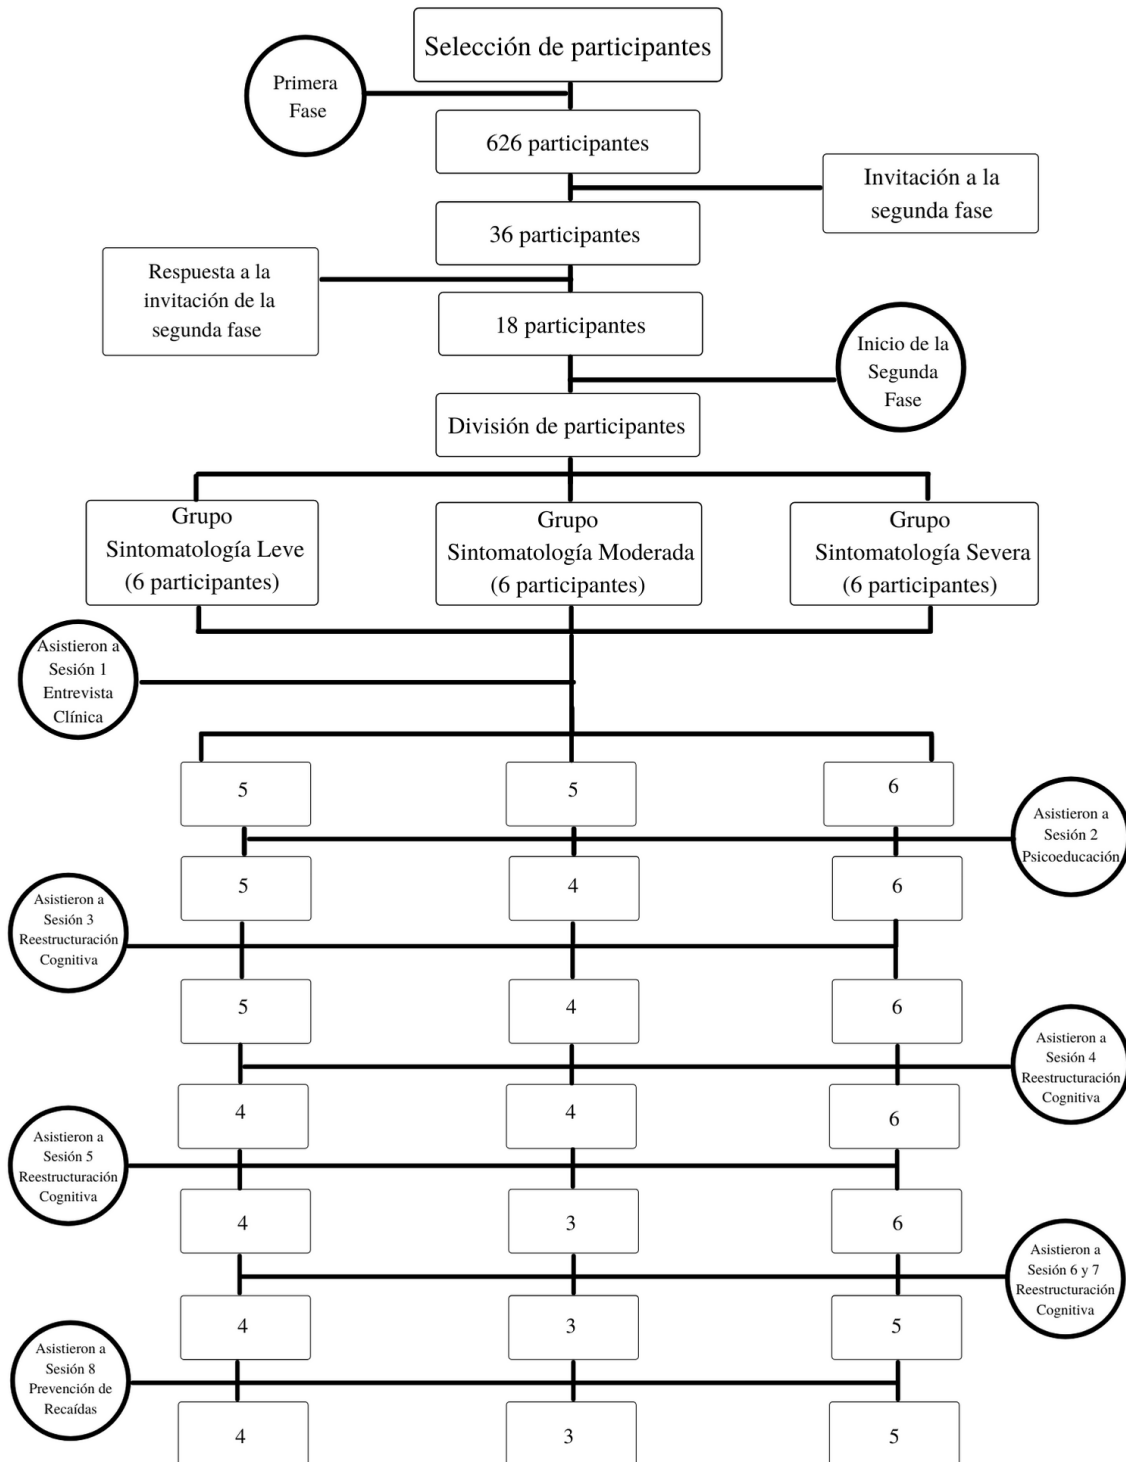 Selección de participantes
Primera
Fase
626 participantes
Invitación a la
segunda fase
36 participantes
Respuesta a la
invitación de la
segunda fase
18 participantes
Inicio de la
Segunda
Fase
División de participantes
Grupo
Sintomatología Leve
(6 participantes)
Grupo
Sintomatología Moderada
(6 participantes)
Grupo
Sintomatología Severa
(6 participantes)
Asistieron a
Sesión 1
Entrevista
Clínica
5
5
6
Asistieron a
Sesión 2
Psicoeducación
5
4
6
Asistieron a
Sesión 3
Reestructuración
Cognitiva
5
4
6
Asistieron a
Sesión 4
Reestructuración
Cognitiva
4
4
6
Asistieron a
Sesión 5
Reestructuración
Cognitiva
4
3
6
Asistieron a
Sesión 6 y 7
Reestructuración
Cognitiva
4
3
5
Asistieron a
Sesión 8
Prevención de
Recaídas
4
3
5